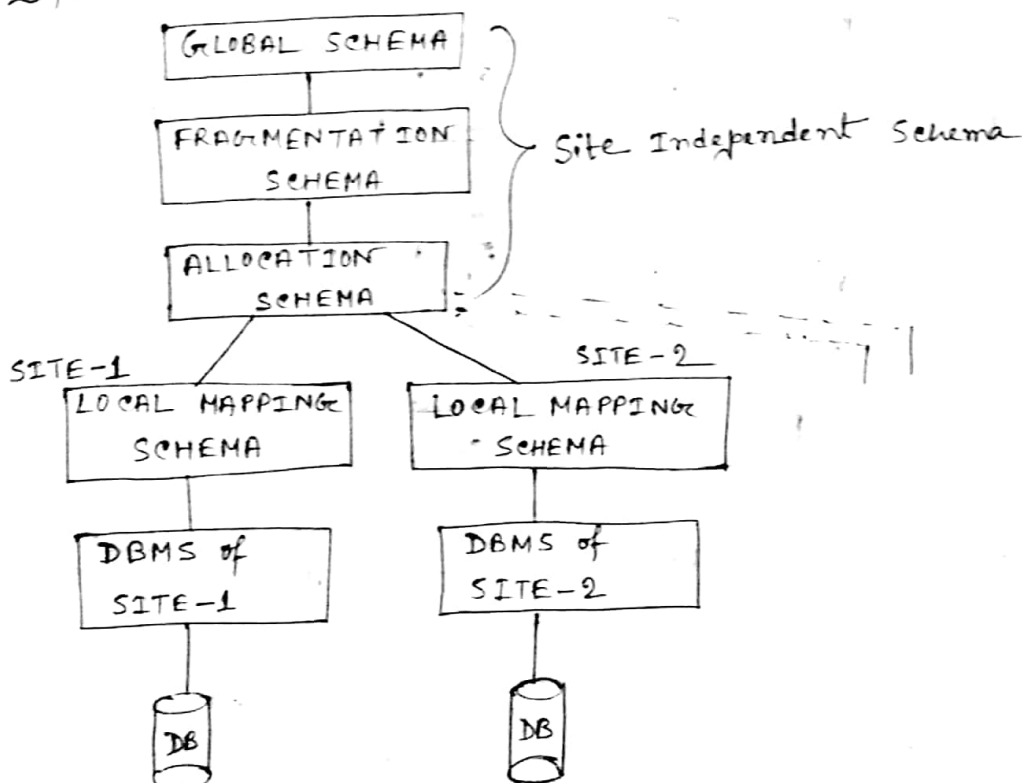 GLOBAL SCHEMA
FRAGMENTATION
SCHEMA
Site Independent Schema
ALLOCATION
SCHEMA
SITE-1
SITE-2
LOCAL MAPPING
SCHEMA
LOCAL MAPPING
SCHEMA
DBMS of
SITE-1
DBMS of
SITE-2
DB
DB